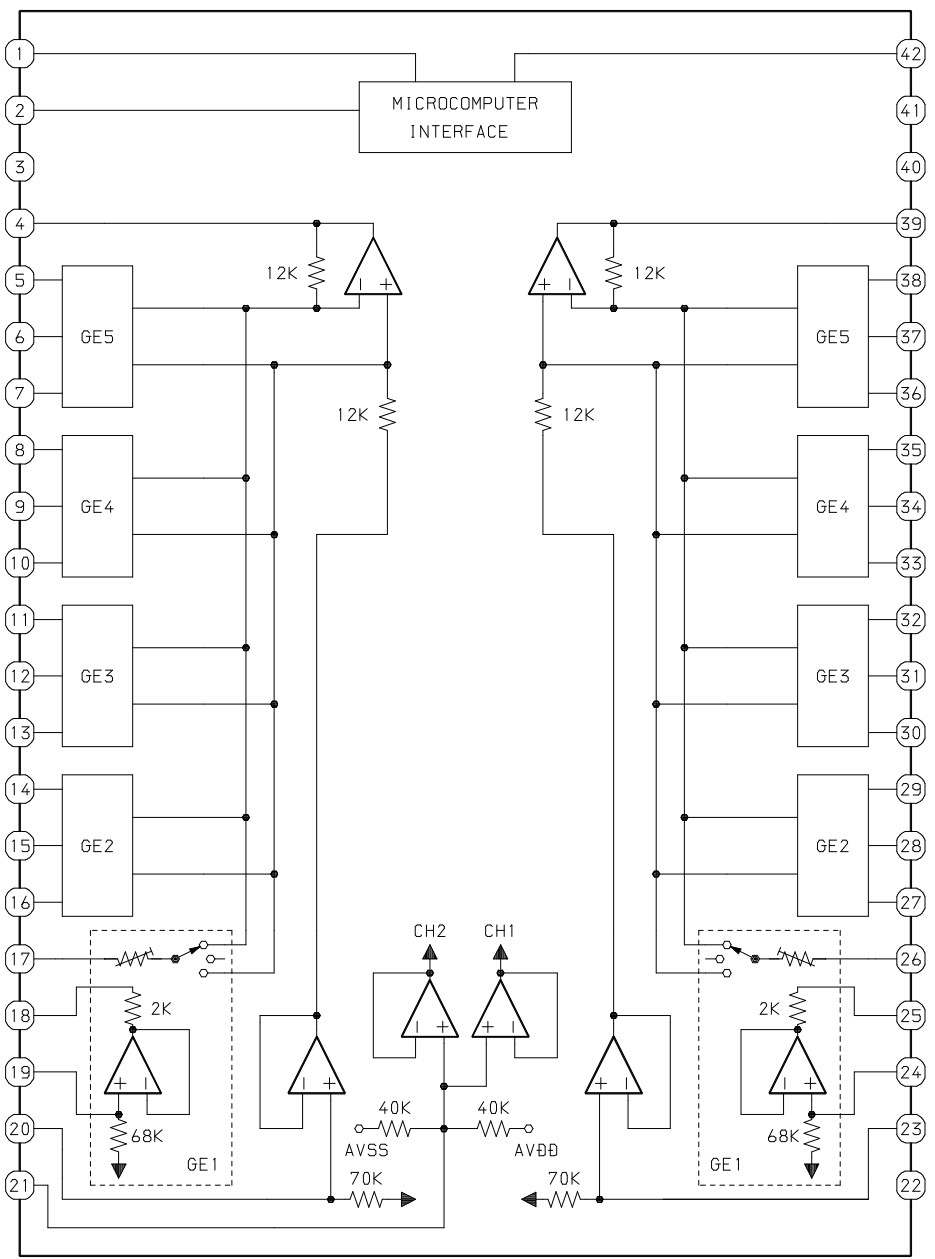 1 42
MICROCOMPUTER
INTERFACE
2 41
3 40
4 39
12K 12K
5 38
6 GE5 GE5 37
7 36
12K 12K
8 35
9 GE4 GE4 34
10 33
11 32
12 GE3 GE3 31
13 30
14 29
15 GE2 GE2 28
16 27
CH2 CH1
17 26
18 2K 2K 25
19 24
40K 40K
20 68K 68K 23
AVSS AVDD
GE1 GE1
21 70K 70K 22